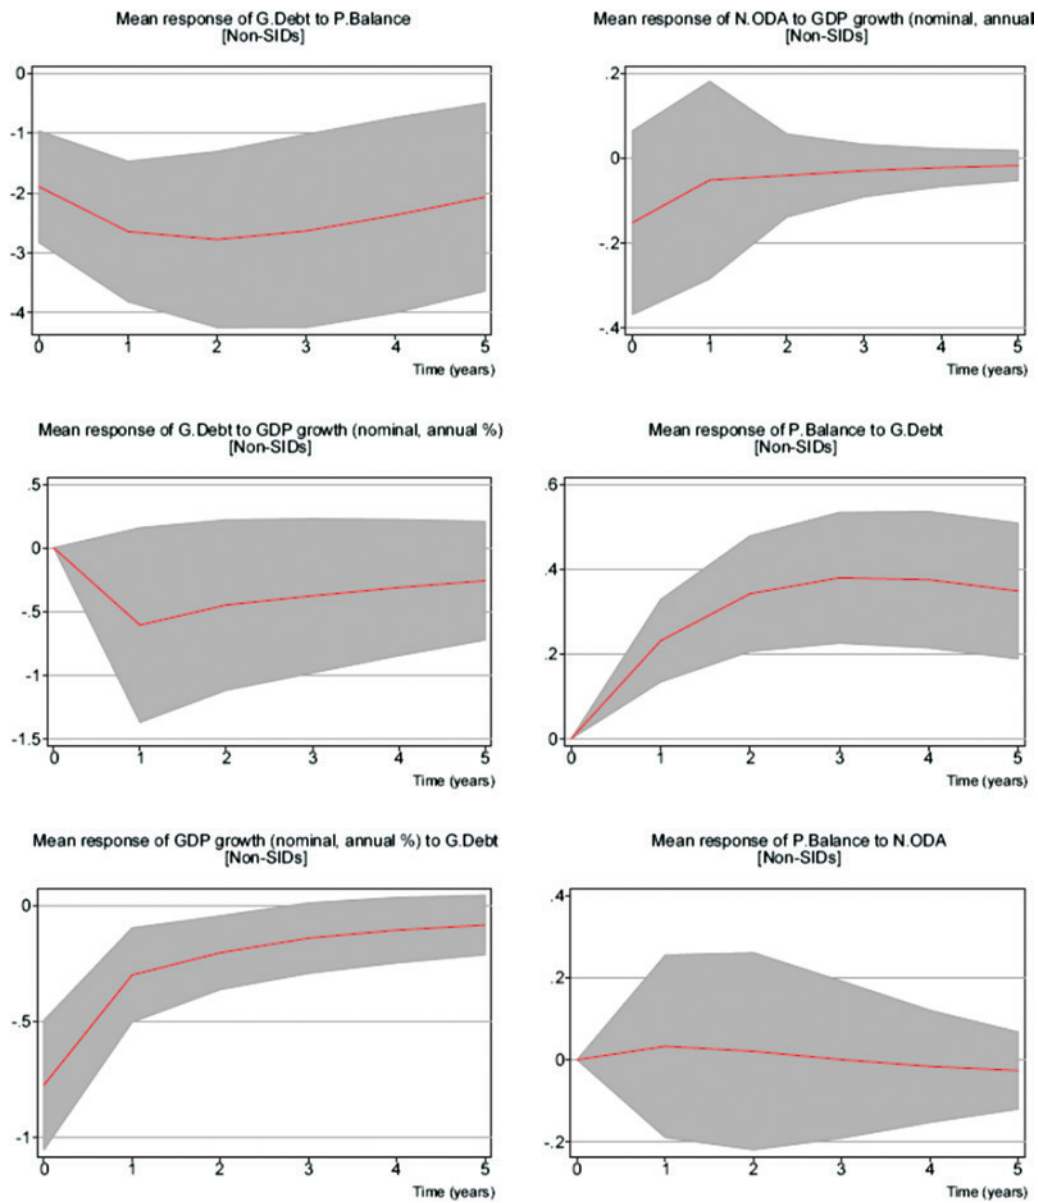 Mean response of G.Debt to P.Balance
[Non-SIDs]
0
-1
-2
-3
-4
0 1 2 3 4 5
Time (years)
Mean response of N.ODA to GDP growth (nominal, annual
[Non-SIDs]
.2
0
-.2
-.4
0 1 2 3 4 5
Time (years)
Mean response of G.Debt to GDP growth (nominal, annual %)
[Non-SIDs]
.5
0
-.5
-1
-1.5
0 1 2 3 4 5
Time (years)
Mean response of P.Balance to G.Debt
[Non-SIDs]
.6
.4
.2
0
0 1 2 3 4 5
Time (years)
Mean response of GDP growth (nominal, annual %) to G.Debt
[Non-SIDs]
0
-.5
-1
0 1 2 3 4 5
Time (years)
Mean response of P.Balance to N.ODA
[Non-SIDs]
.4
.2
0
-.2
0 1 2 3 4 5
Time (years)